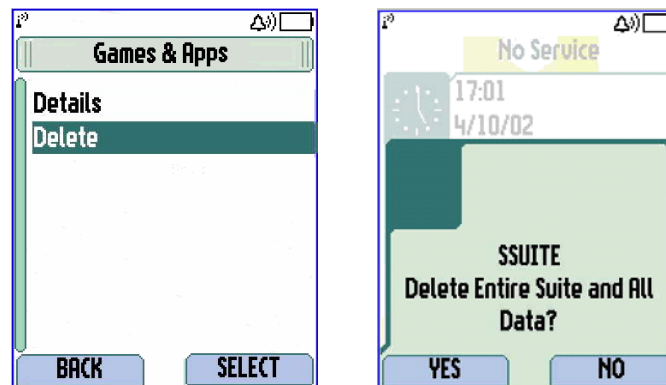 Games & Apps
Details
Delete
BACK SELECT
No Service
17:01
4/10/02
SSUITE
Delete Entire Suite and All
Data?
YES NO